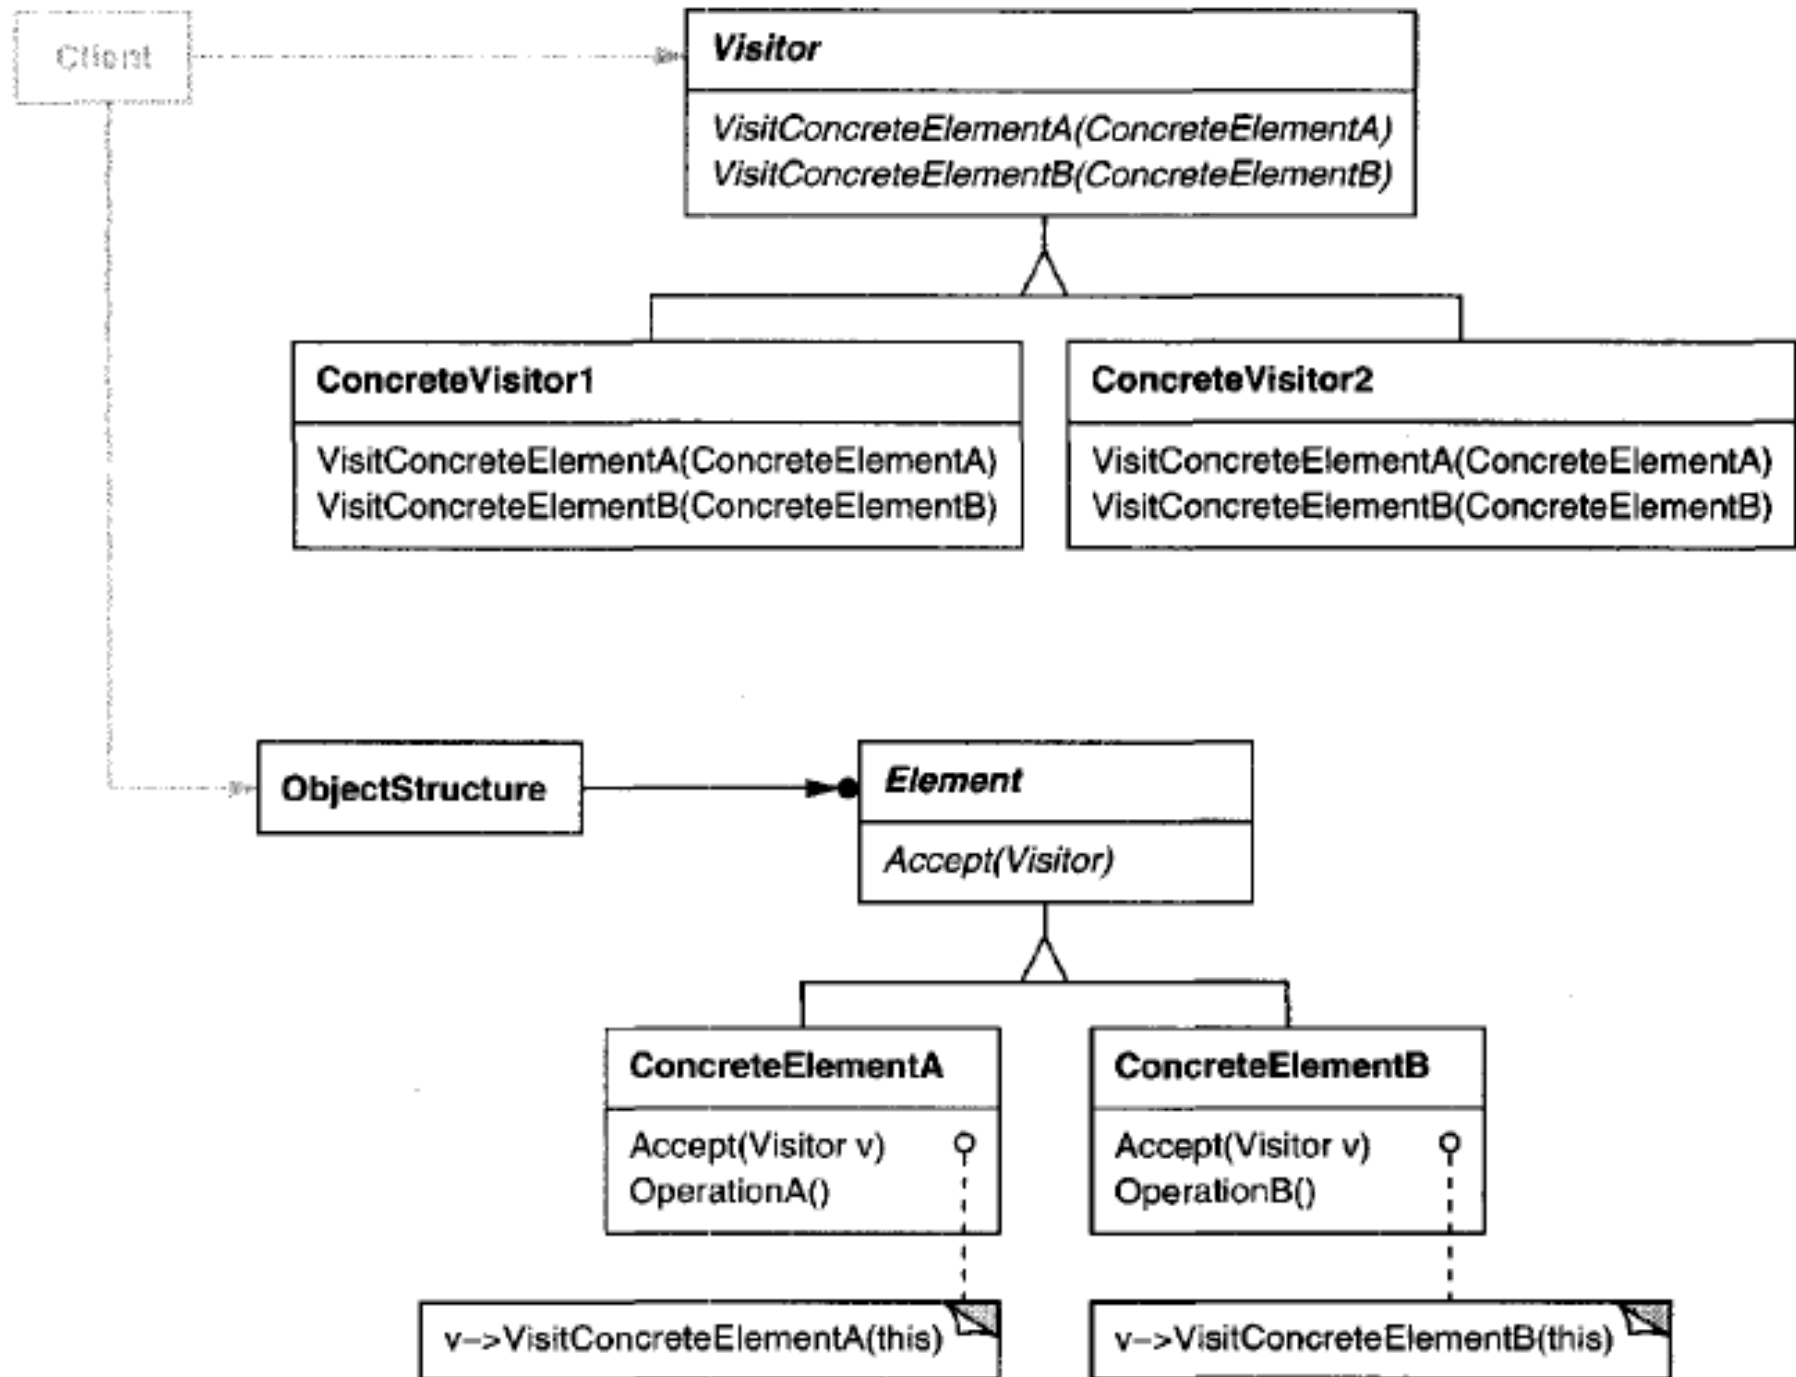 Client
Visitor
VisitConcreteElementA(ConcreteElementA)
VisitConcreteElementB(ConcreteElementB)
ConcreteVisitor1
VisitConcreteElementA(ConcreteElementA)
VisitConcreteElementB(ConcreteElementB)
ConcreteVisitor2
VisitConcreteElementA(ConcreteElementA)
VisitConcreteElementB(ConcreteElementB)
ObjectStructure
Element
Accept(Visitor)
ConcreteElementA
Accept(Visitor v)
OperationA()
ConcreteElementB
Accept(Visitor v)
OperationB()
v->VisitConcreteElementA(this)
v->VisitConcreteElementB(this)